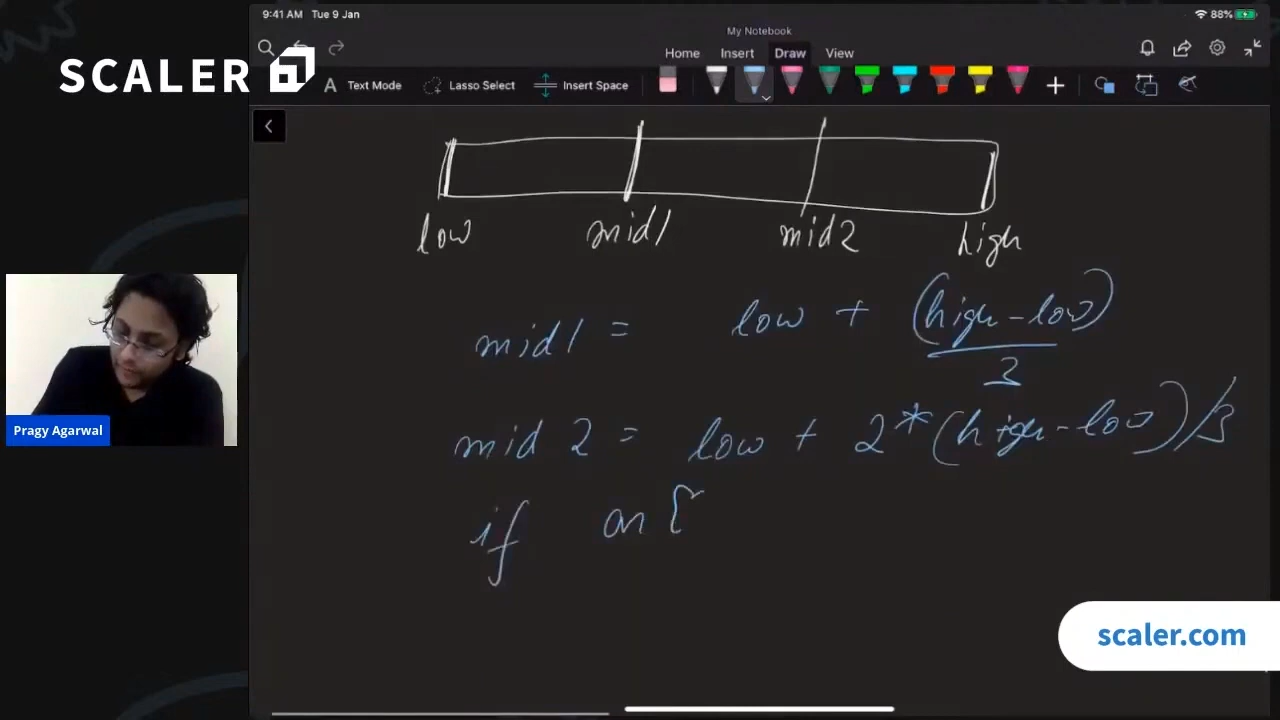 9:41 AM Tue 9 Jan
88%
My Notebook
Home Insert Draw View
SCALER
A Text Mode Lasso Select Insert Space
low mid1 mid2 high
mid1 = low + (high-low)
3
mid 2 = low + 2*(high-low)/3
if arr[
Pragy Agarwal
scaler.com